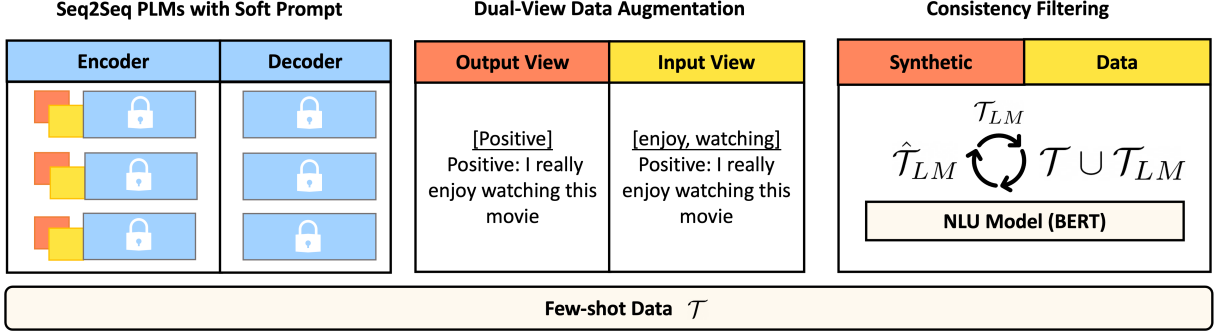 Seq2Seq PLMs with Soft Prompt
Encoder
Decoder
Dual-View Data Augmentation
Output View
Input View
[Positive]
Positive: I really
enjoy watching this
movie
[enjoy, watching]
Positive: I really
enjoy watching this
movie
Consistency Filtering
Synthetic
Data
𝒯_LM
𝒯̂_LM
𝒯 ∪ 𝒯_LM
NLU Model (BERT)
Few-shot Data 𝒯